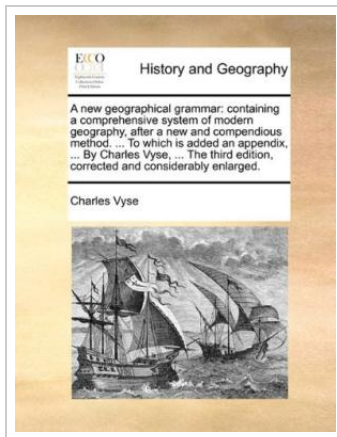 ECCO
History and Geography
A new geographical grammar: containing
a comprehensive system of modern
geography, after a new and compendious
method. ... To which is added an appendix,
... By Charles Vyse, ... The third edition,
corrected and considerably enlarged.
Charles Vyse